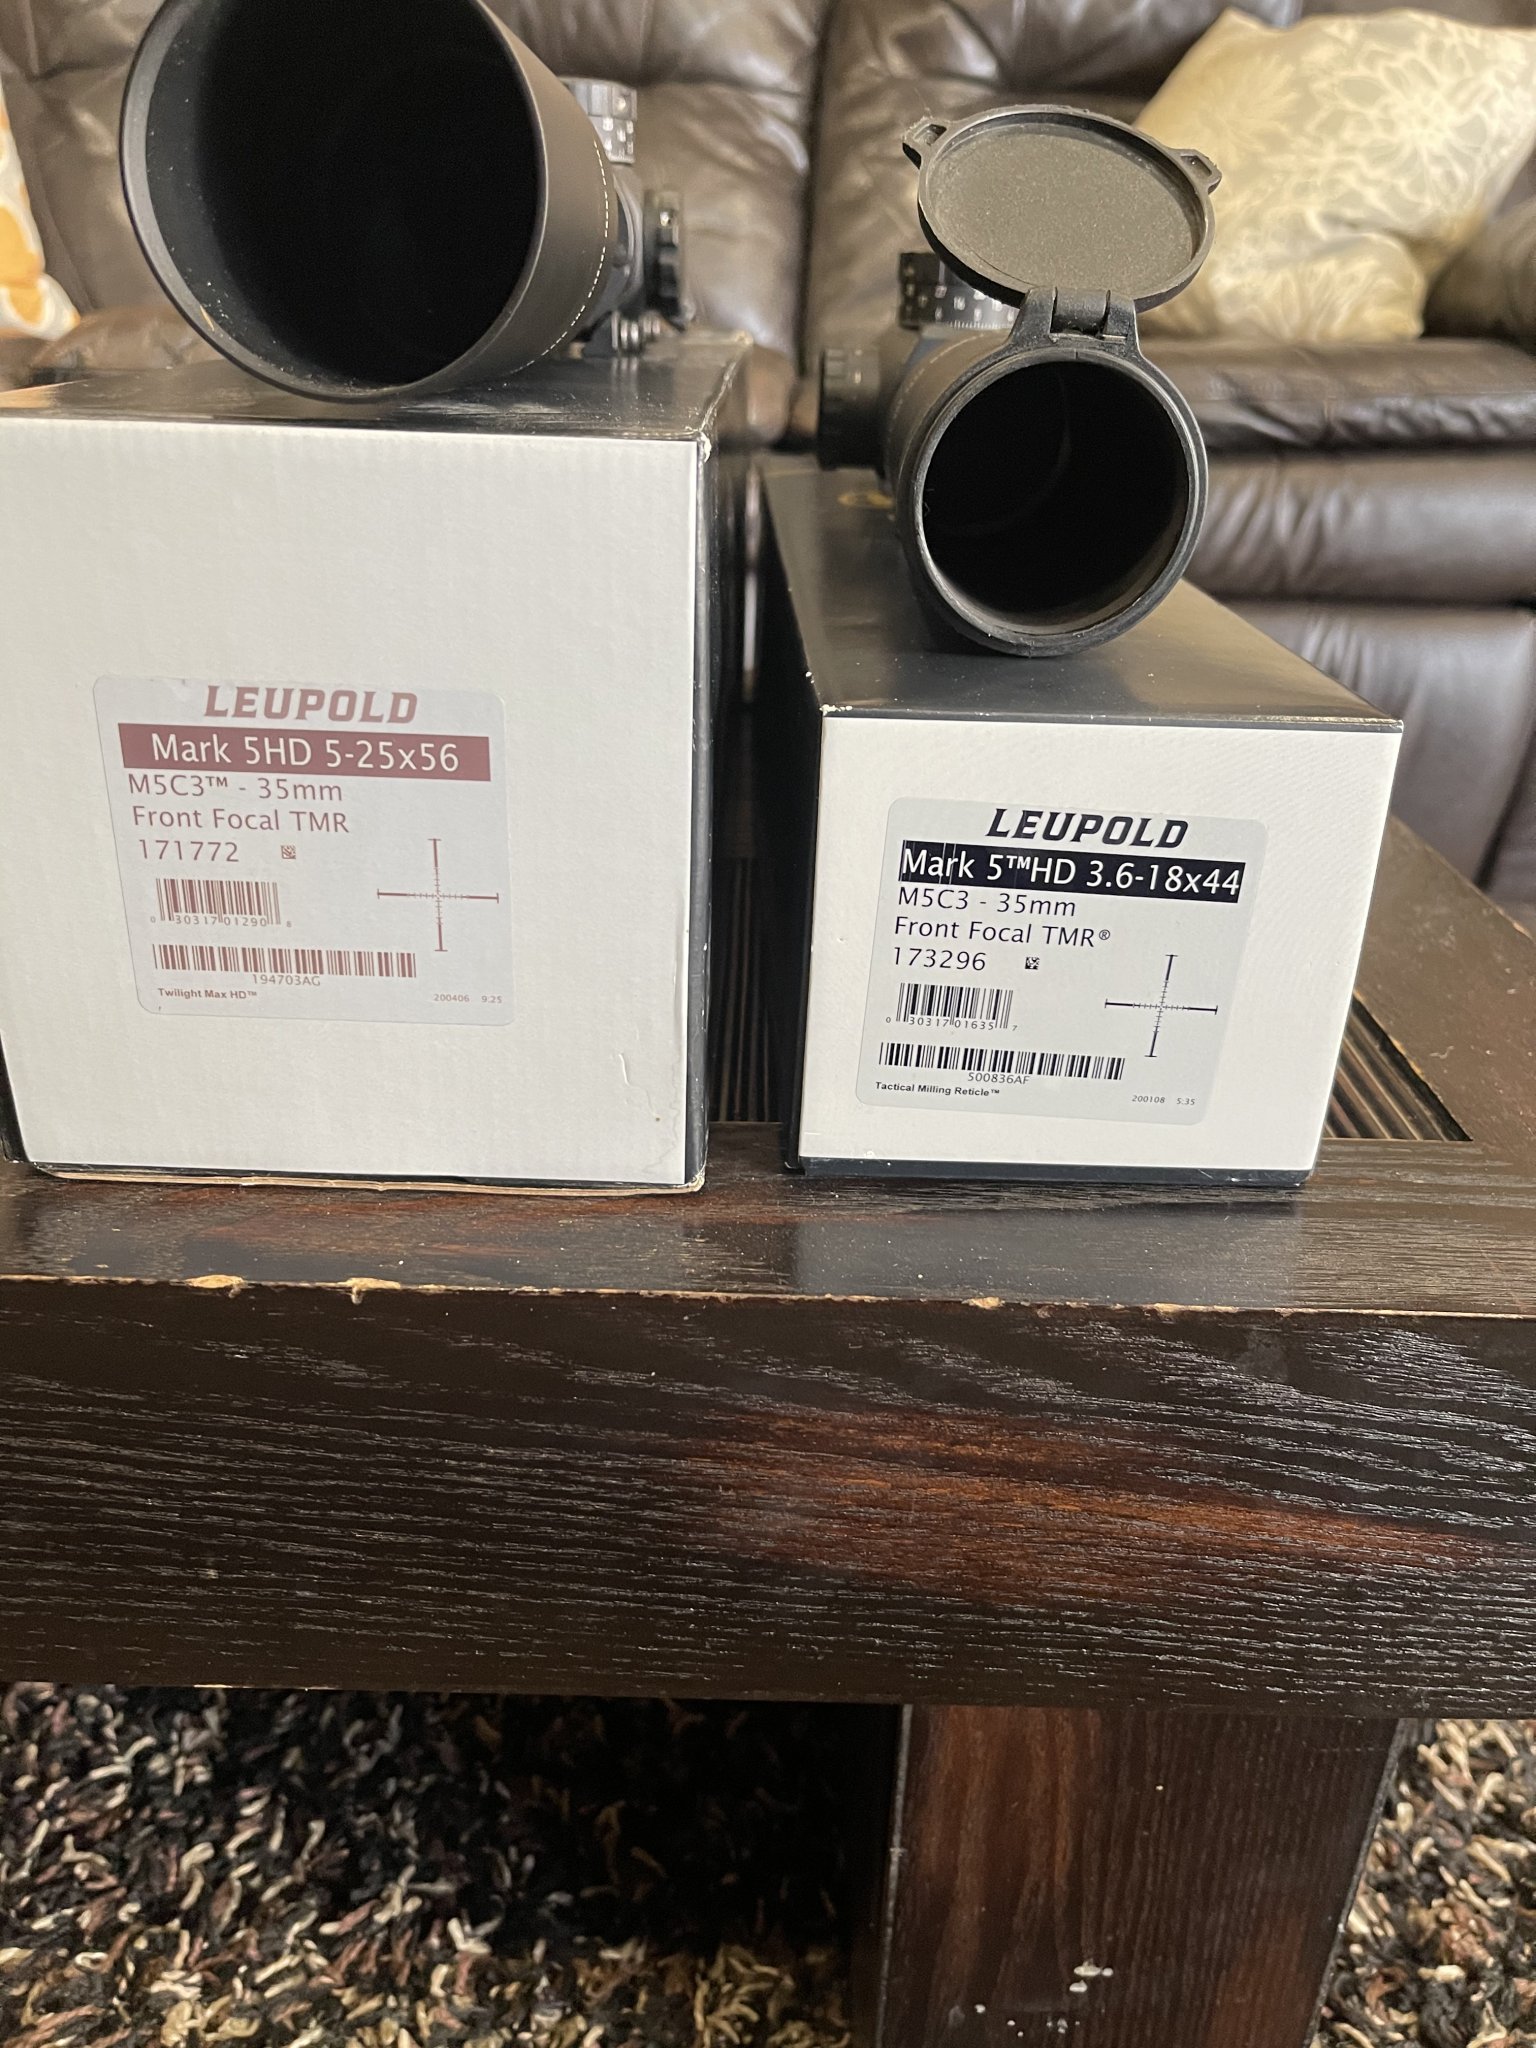 LEUPOLD
Mark 5HD 5-25x56
M5C3™ - 35mm
Front Focal TMR
171772
0 30317 01290 8
194703AG
Twilight Max HD™
200406 9:25
LEUPOLD
Mark 5™HD 3.6-18x44
M5C3 - 35mm
Front Focal TMR®
173296
0 30317 01635 7
500836AF
Tactical Milling Reticle™
200108 5:35